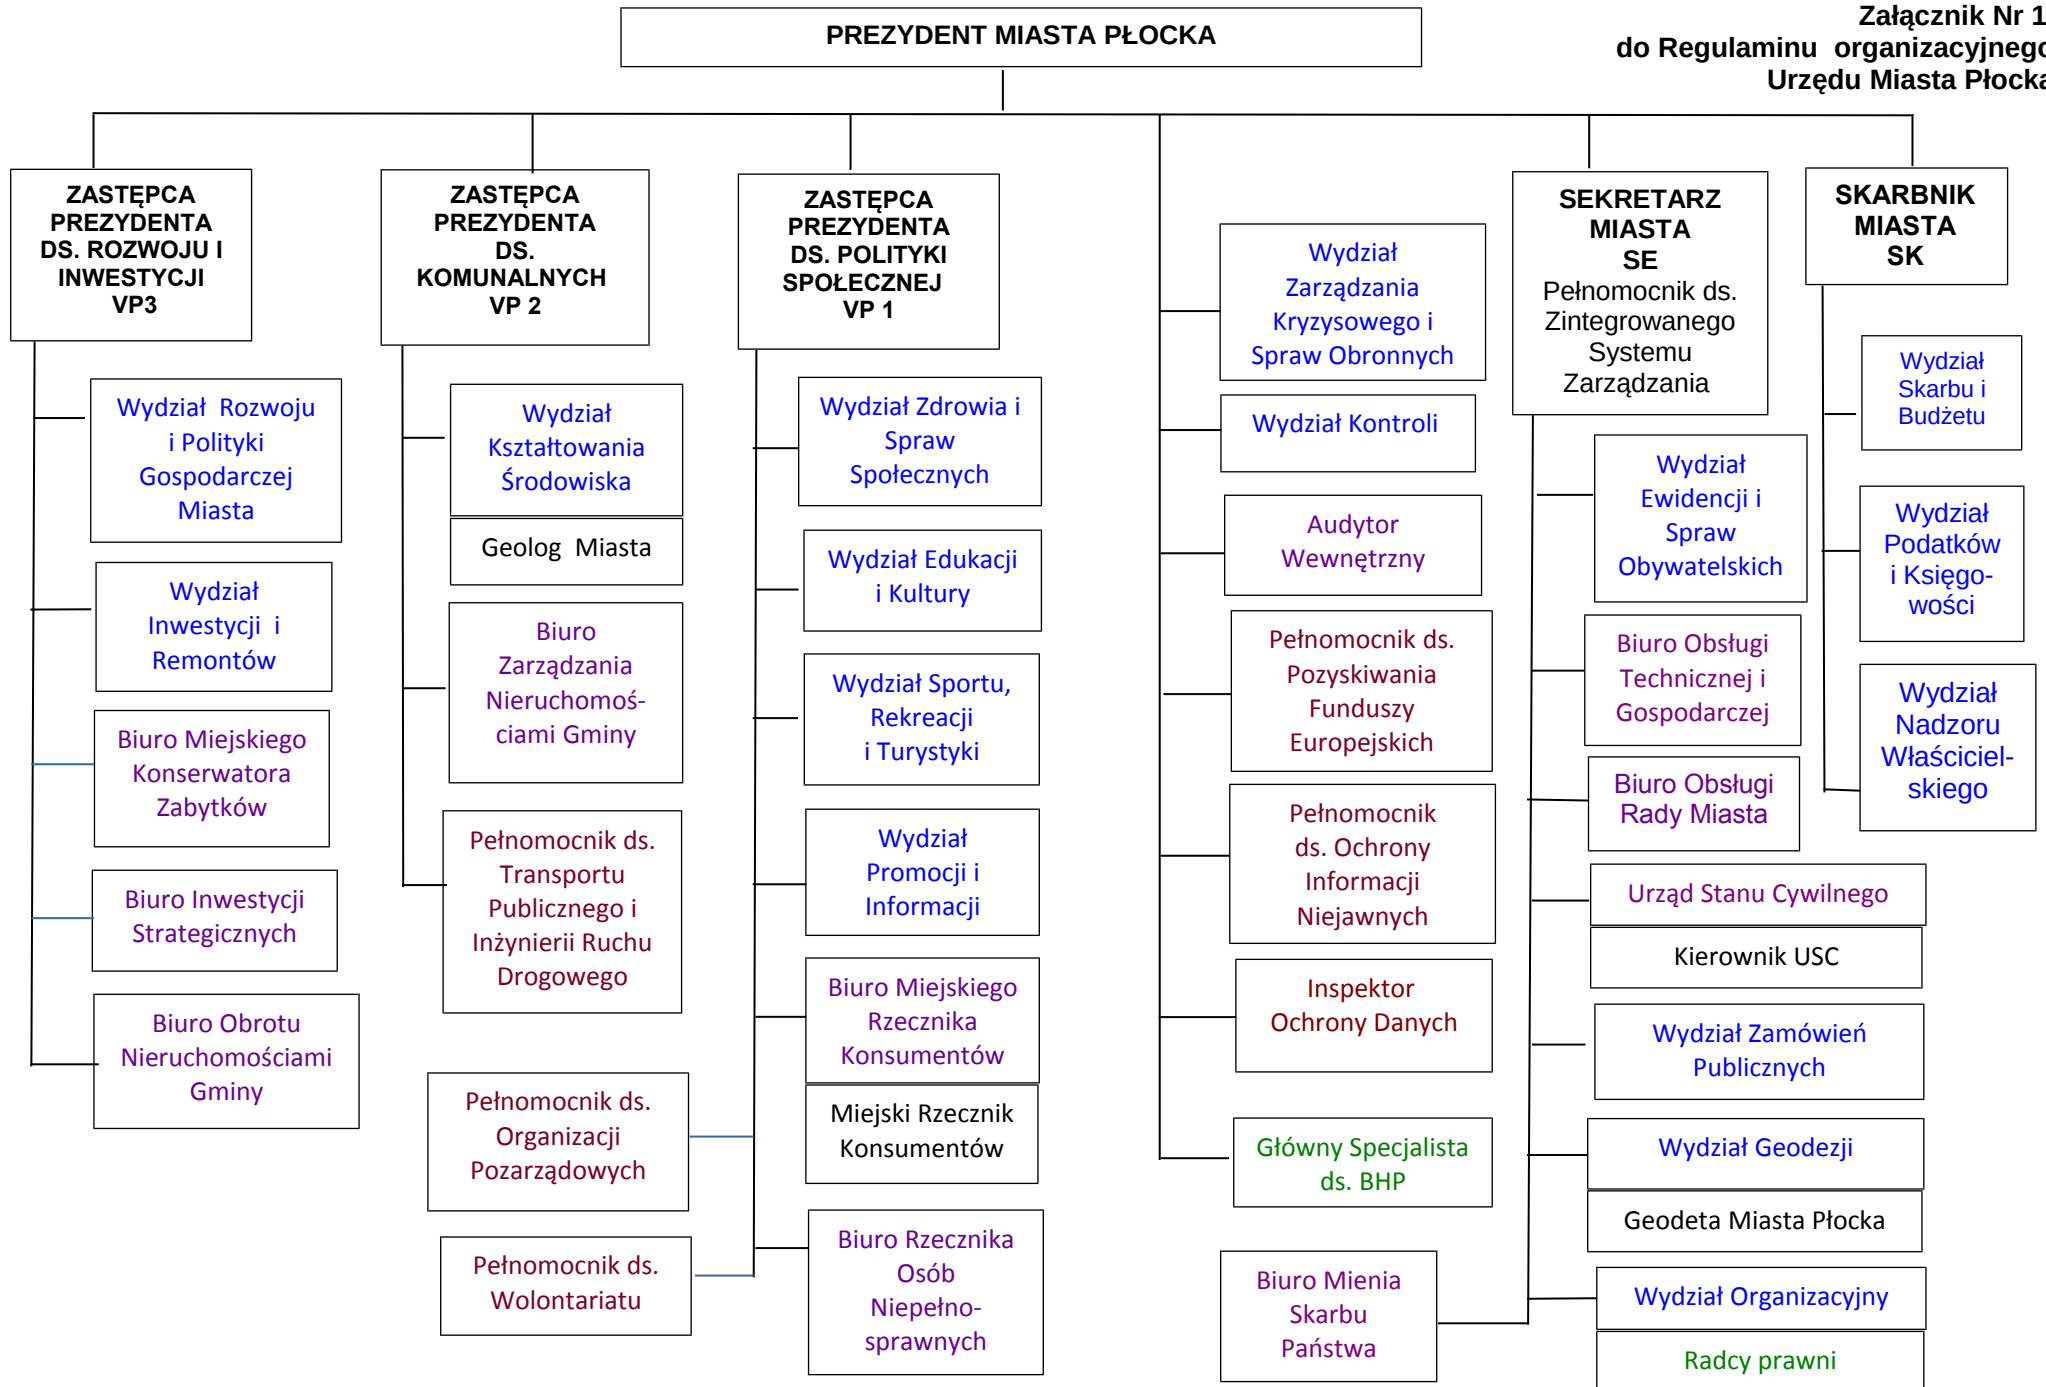 Załącznik Nr 1
do Regulaminu organizacyjnego
Urzędu Miasta Płocka
PREZYDENT MIASTA PŁOCKA
ZASTĘPCA
PREZYDENTA
DS. ROZWOJU I
INWESTYCJI
VP3
Wydział Rozwoju
i Polityki
Gospodarczej
Miasta
Wydział
Inwestycji i
Remontów
Biuro Miejskiego
Konserwatora
Zabytków
Biuro Inwestycji
Strategicznych
Biuro Obrotu
Nieruchomościami
Gminy
ZASTĘPCA
PREZYDENTA
DS.
KOMUNALNYCH
VP 2
Wydział
Kształtowania
Środowiska
Geolog Miasta
Biuro
Zarządzania
Nieruchomoś-
ciami Gminy
Pełnomocnik ds.
Transportu
Publicznego i
Inżynierii Ruchu
Drogowego
ZASTĘPCA
PREZYDENTA
DS. POLITYKI
SPOŁECZNEJ
VP 1
Wydział Zdrowia i
Spraw
Społecznych
Wydział Edukacji
i Kultury
Wydział Sportu,
Rekreacji
i Turystyki
Wydział
Promocji i
Informacji
Biuro Miejskiego
Rzecznika
Konsumentów
Miejski Rzecznik
Konsumentów
Pełnomocnik ds.
Organizacji
Pozarządowych
Pełnomocnik ds.
Wolontariatu
Biuro Rzecznika
Osób
Niepełno-
sprawnych
Wydział
Zarządzania
Kryzysowego i
Spraw Obronnych
Wydział Kontroli
Audytor
Wewnętrzny
Pełnomocnik ds.
Pozyskiwania
Funduszy
Europejskich
Pełnomocnik
ds. Ochrony
Informacji
Niejawnych
Inspektor
Ochrony Danych
Główny Specjalista
ds. BHP
SEKRETARZ
MIASTA
SE
Pełnomocnik ds.
Zintegrowanego
Systemu
Zarządzania
Wydział
Ewidencji i
Spraw
Obywatelskich
Biuro Obsługi
Technicznej i
Gospodarczej
Biuro Obsługi
Rady Miasta
Urząd Stanu Cywilnego
Kierownik USC
Wydział Zamówień
Publicznych
Wydział Geodezji
Geodeta Miasta Płocka
Wydział Organizacyjny
Radcy prawni
Biuro Mienia
Skarbu
Państwa
SKARBNIK
MIASTA
SK
Wydział
Skarbu i
Budżetu
Wydział
Podatków
i Księgo-
wości
Wydział
Nadzoru
Właściciel-
skiego